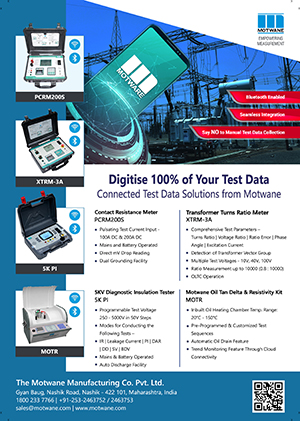 PCRM200S
XTRM-3A
5K PI
MOTR
MOTWANE
MOTWANE
EMPOWERING
MEASUREMENT
Bluetooth Enabled
Seamless Integration
Say NO to Manual Test Data Collection
Digitise 100% of Your Test Data
Connected Test Data Solutions from Motwane
Contact Resistance Meter
PCRM200S
• Pulsating Test Current Input -
100A DC & 200A DC
• Mains and Battery Operated
• Direct mV Drop Reading
• Dual Grounding Facility
Transformer Turns Ratio Meter
XTRM-3A
• Comprehensive Test Parameters –
Turns Ratio | Voltage Ratio | Ratio Error | Phase
Angle | Excitation Current
• Detection of Transformer Vector Group
• Multiple Test Voltages - 10V, 40V, 100V
• Ratio Measurement up to 10000 (0.8 : 10000)
• OLTC Operation
5KV Diagnostic Insulation Tester
5K PI
• Programmable Test Voltage
250 - 5000V in 50V Steps
• Modes for Conducting the
Following Tests –
• IR | Leakage Current | PI | DAR
| DD | SV | BDV
• Mains & Battery Operated
• Auto Discharge Facility
Motwane Oil Tan Delta & Resistivity Kit
MOTR
• In-Built Oil Heating Chamber Temp. Range:
20°C - 150°C
• Pre-Programmed & Customized Test
Sequences
• Automatic Oil Drain Feature
• Trend Monitoring Feature Through Cloud
Connectivity
The Motwane Manufacturing Co. Pvt. Ltd.
Gyan Baug, Nashik Road, Nashik - 422 101, Maharashtra, India
1800 233 7766 | +91-253-2463752 / 2463753
sales@motwane.com | www.motwane.com